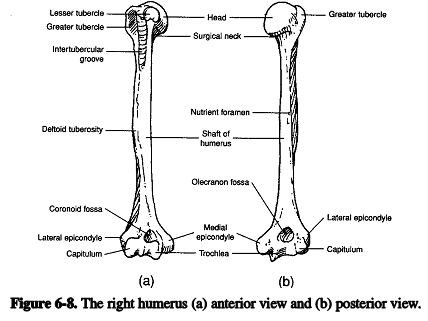 Lesser tubercle
Greater tubercle
Intertubercular
groove
Deltoid tuberosity
Coronoid fossa
Lateral epicondyle
Capitulum
Head
Surgical neck
Nutrient foramen
Shaft of
humerus
Olecranon fossa
Medial
epicondyle
Trochlea
Greater tubercle
Lateral epicondyle
Capitulum
(a)
(b)
Figure 6-8. The right humerus (a) anterior view and (b) posterior view.